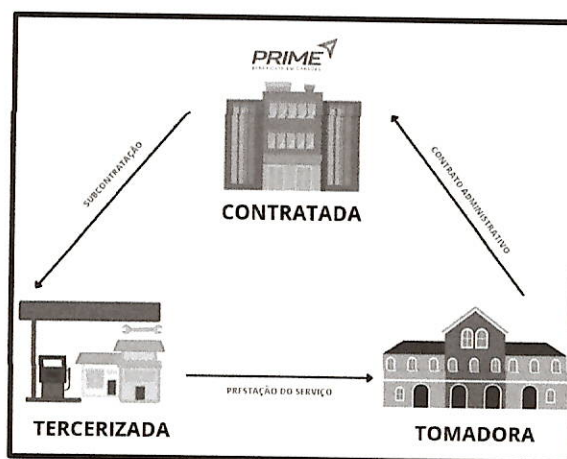 PRIME
CONTRATADA
SUBCONTRATAÇÃO
CONTRATO ADMINISTRATIVO
PRESTAÇÃO DO SERVIÇO
TERCERIZADA
TOMADORA